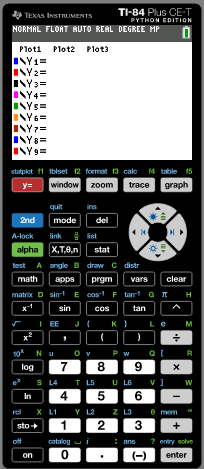 TEXAS INSTRUMENTS TI-84 Plus CE-T
PYTHON EDITION
NORMAL FLOAT AUTO REAL DEGREE MP
Plot1 Plot2 Plot3
\Y1=
\Y2=
\Y3=
\Y4=
\Y5=
\Y6=
\Y7=
\Y8=
\Y9=
statplot f1 tblset f2 format f3 calc f4 table f5
y= window zoom trace graph
quit ins
2nd mode del
A-lock link list
alpha X,T,θ,n stat
test A angle B draw C distr
math apps prgm vars clear
matrix D sin⁻¹ E cos⁻¹ F tan⁻¹ G π H
x⁻¹ sin cos tan ^
√ I EE J { K } L e M
x² , ( ) ÷
10ˣ N u O v P w Q [ R
log 7 8 9 ×
eˣ S L4 T L5 U L6 V ] W
ln 4 5 6 −
rcl X L1 Y L2 Z L3 θ mem "
sto→ 1 2 3 +
off catalog i : ans ? entry solve
on 0 . (−) enter